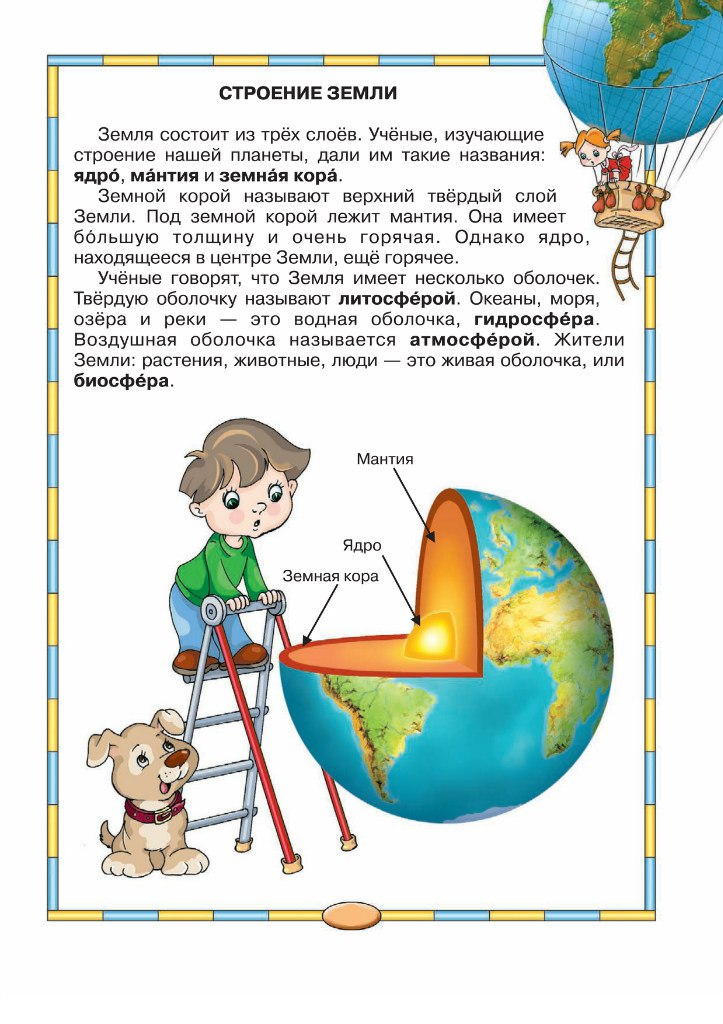 СТРОЕНИЕ ЗЕМЛИ
Земля состоит из трёх слоёв. Учёные, изучающие
строение нашей планеты, дали им такие названия:
ядро́, ма́нтия и земна́я кора́.
Земной корой называют верхний твёрдый слой
Земли. Под земной корой лежит мантия. Она имеет
бо́льшую толщину и очень горячая. Однако ядро,
находящееся в центре Земли, ещё горячее.
Учёные говорят, что Земля имеет несколько оболочек.
Твёрдую оболочку называют литосфе́рой. Океаны, моря,
озёра и реки — это водная оболочка, гидросфе́ра.
Воздушная оболочка называется атмосфе́рой. Жители
Земли: растения, животные, люди — это живая оболочка, или
биосфе́ра.
Мантия
Ядро
Земная кора